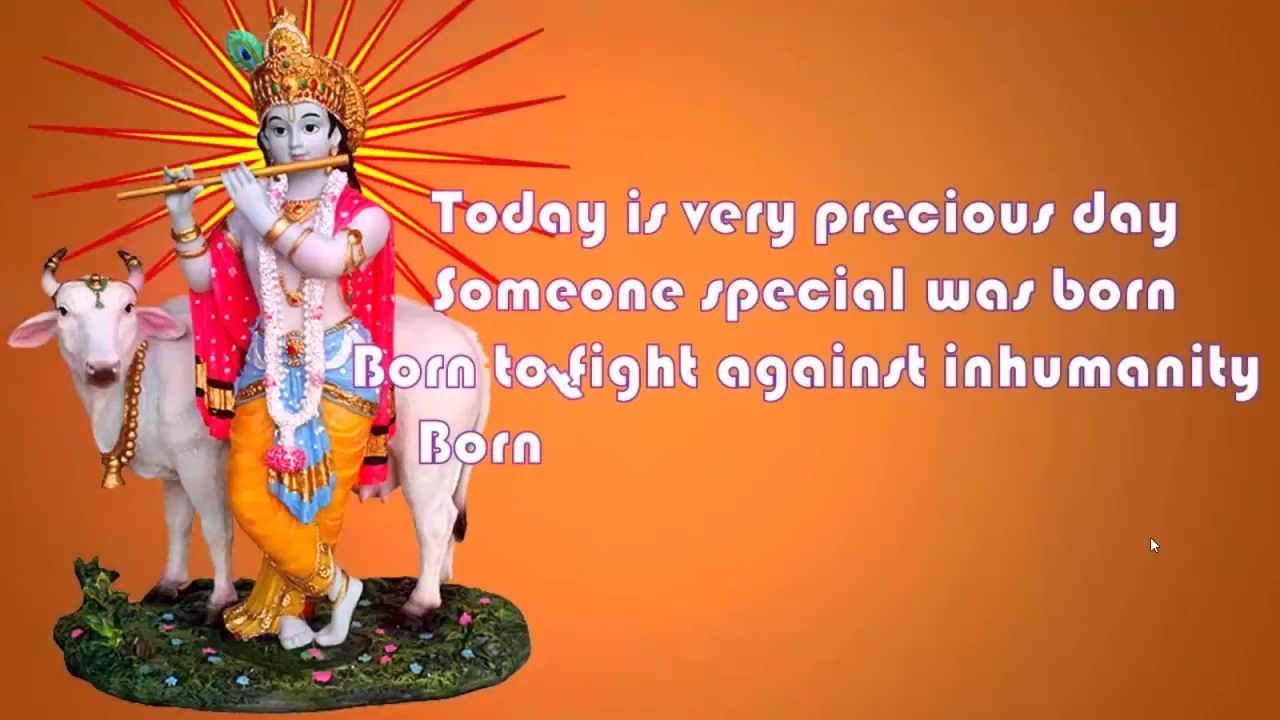 Today is very precious day
Someone special was born
Born to fight against inhumanity
Born